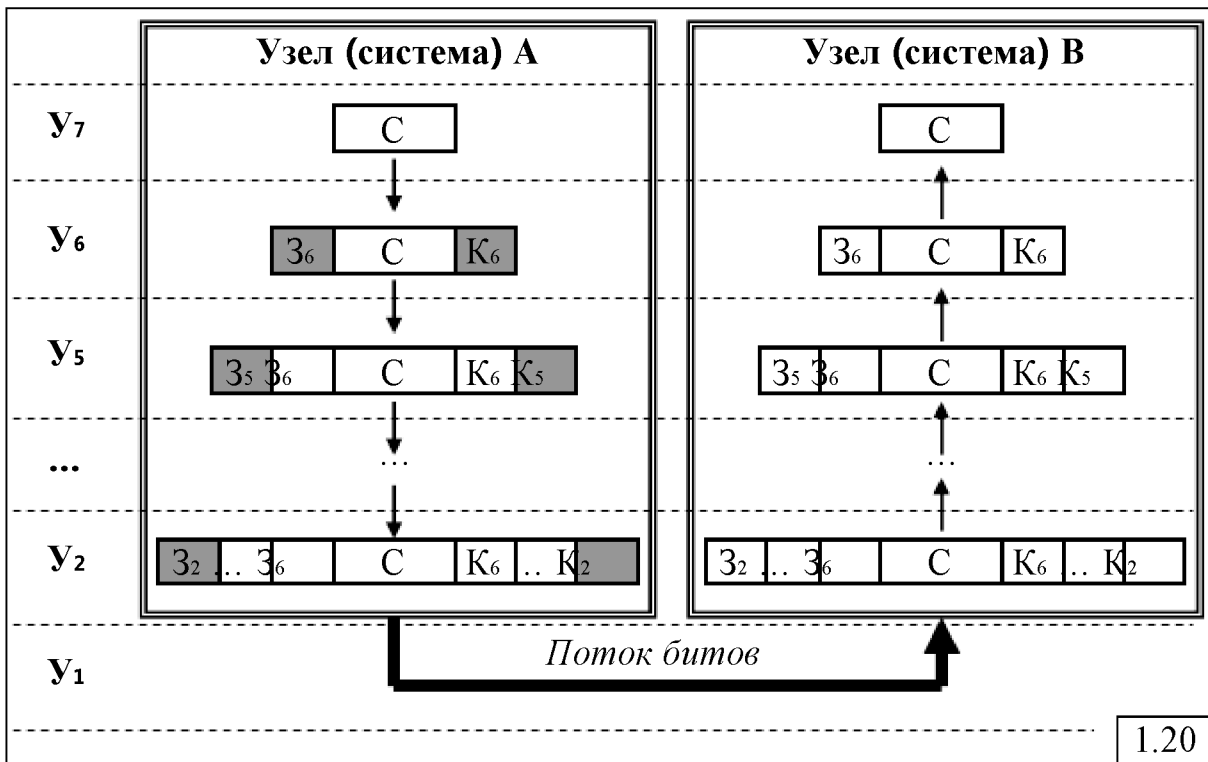 Узел (система) A Узел (система) B
У₇ С С
У₆ З₆ С К₆ З₆ С К₆
У₅ З₅ З₆ С К₆ К₅ З₅ З₆ С К₆ К₅
... ... ...
У₂ З₂ ... З₆ С К₆ .. К₂ З₂ ... З₆ С К₆ ... К₂
Поток битов
У₁
1.20